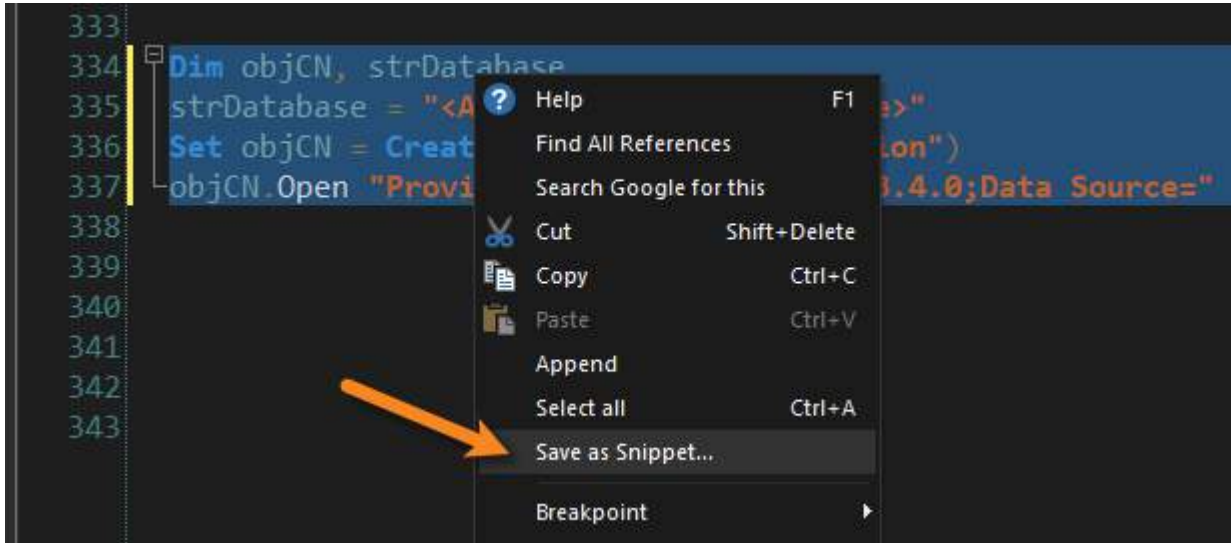 333
334 Dim objCN, strDatabase
335 strDatabase = "<A e>"
336 Set objCN = Creat ion")
337 objCN.Open "Provi .4.0;Data Source="
338
339
340
341
342
343
Help F1
Find All References
Search Google for this
Cut Shift+Delete
Copy Ctrl+C
Paste Ctrl+V
Append
Select all Ctrl+A
Save as Snippet...
Breakpoint